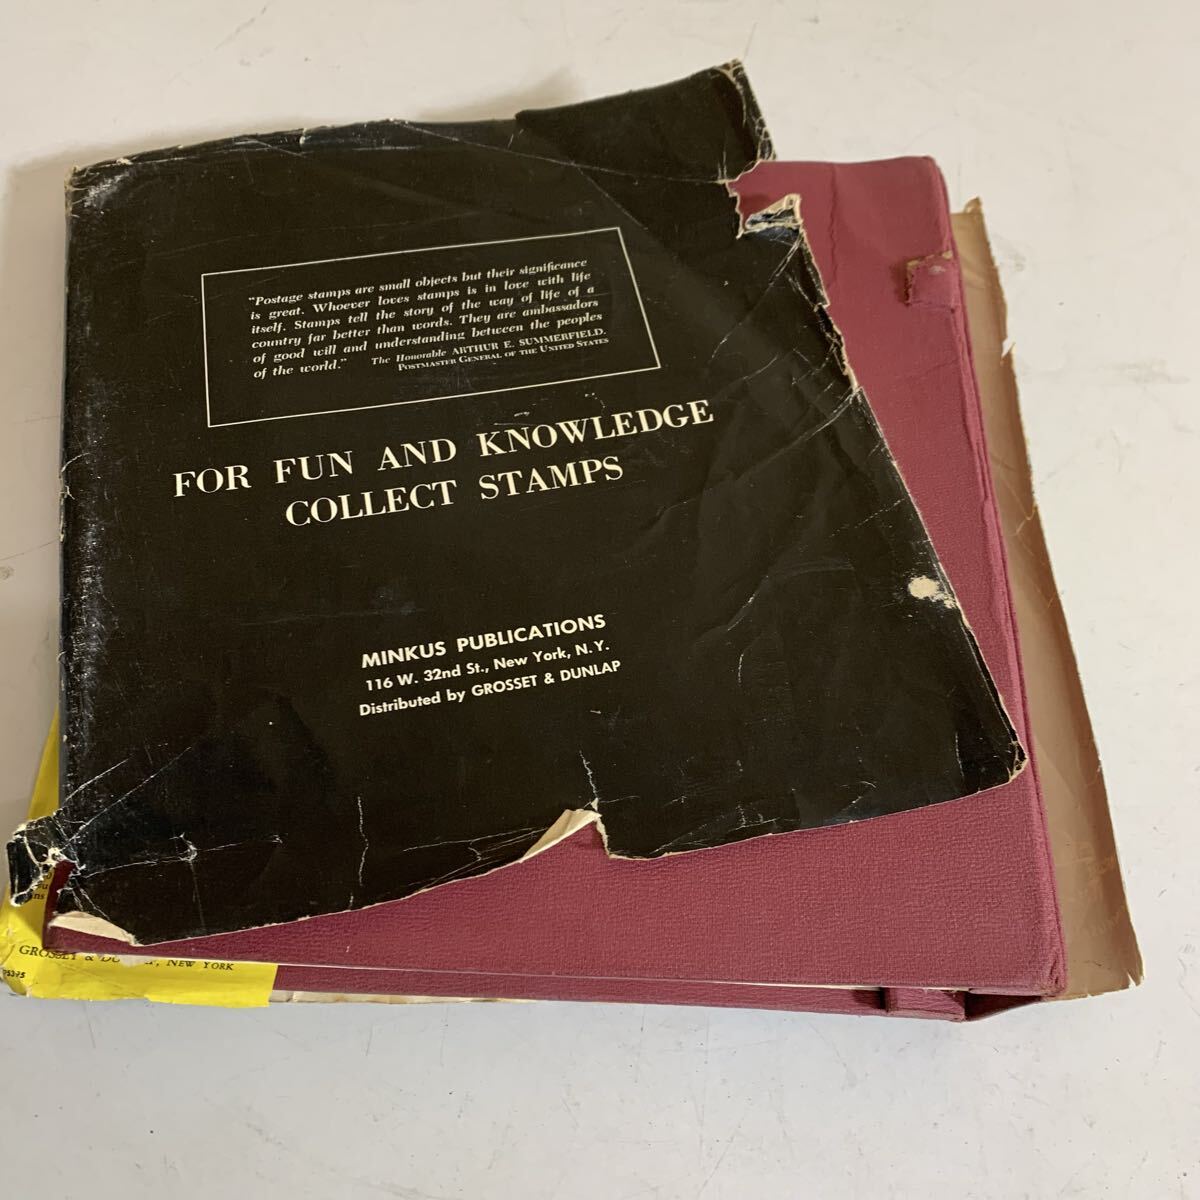 "Postage stamps are small objects but their significance
is great. Whoever loves stamps is in love with life
itself. Stamps tell the story of the way of life of a
country far better than words. They are ambassadors
of good will and understanding between the peoples
of the world." The Honorable ARTHUR E. SUMMERFIELD.
POSTMASTER GENERAL OF THE UNITED STATES
FOR FUN AND KNOWLEDGE
COLLECT STAMPS
MINKUS PUBLICATIONS
116 W. 32nd St., New York, N. Y.
Distributed by GROSSET & DUNLAP
GROSSET & NEW YORK